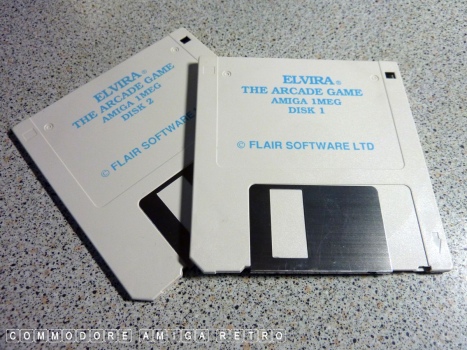 ELVIRA®
THE ARCADE GAME
AMIGA 1MEG
DISK 2
© FLAIR SOFTWARE
ELVIRA®
THE ARCADE GAME
AMIGA 1MEG
DISK 1
© FLAIR SOFTWARE LTD
COMMODORE AMIGA RETRO